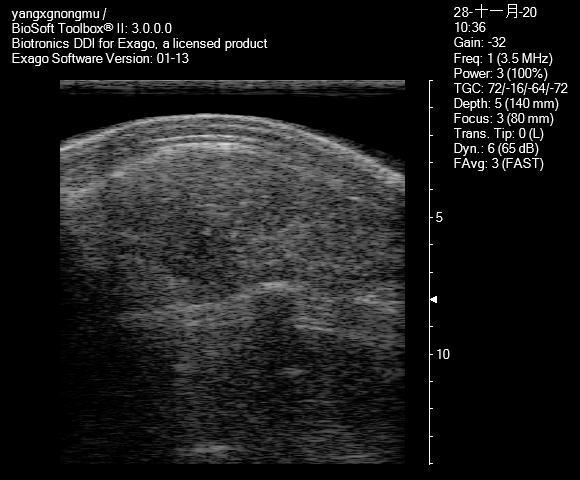 yangxgnongmu /
BioSoft Toolbox® II: 3.0.0.0
Biotronics DDI for Exago, a licensed product
Exago Software Version: 01-13
28-十一月-20
10:36
Gain: -32
Freq: 1 (3.5 MHz)
Power: 3 (100%)
TGC: 72/-16/-64/-72
Depth: 5 (140 mm)
Focus: 3 (80 mm)
Trans. Tip: 0 (L)
Dyn.: 6 (65 dB)
FAvg: 3 (FAST)
5
10